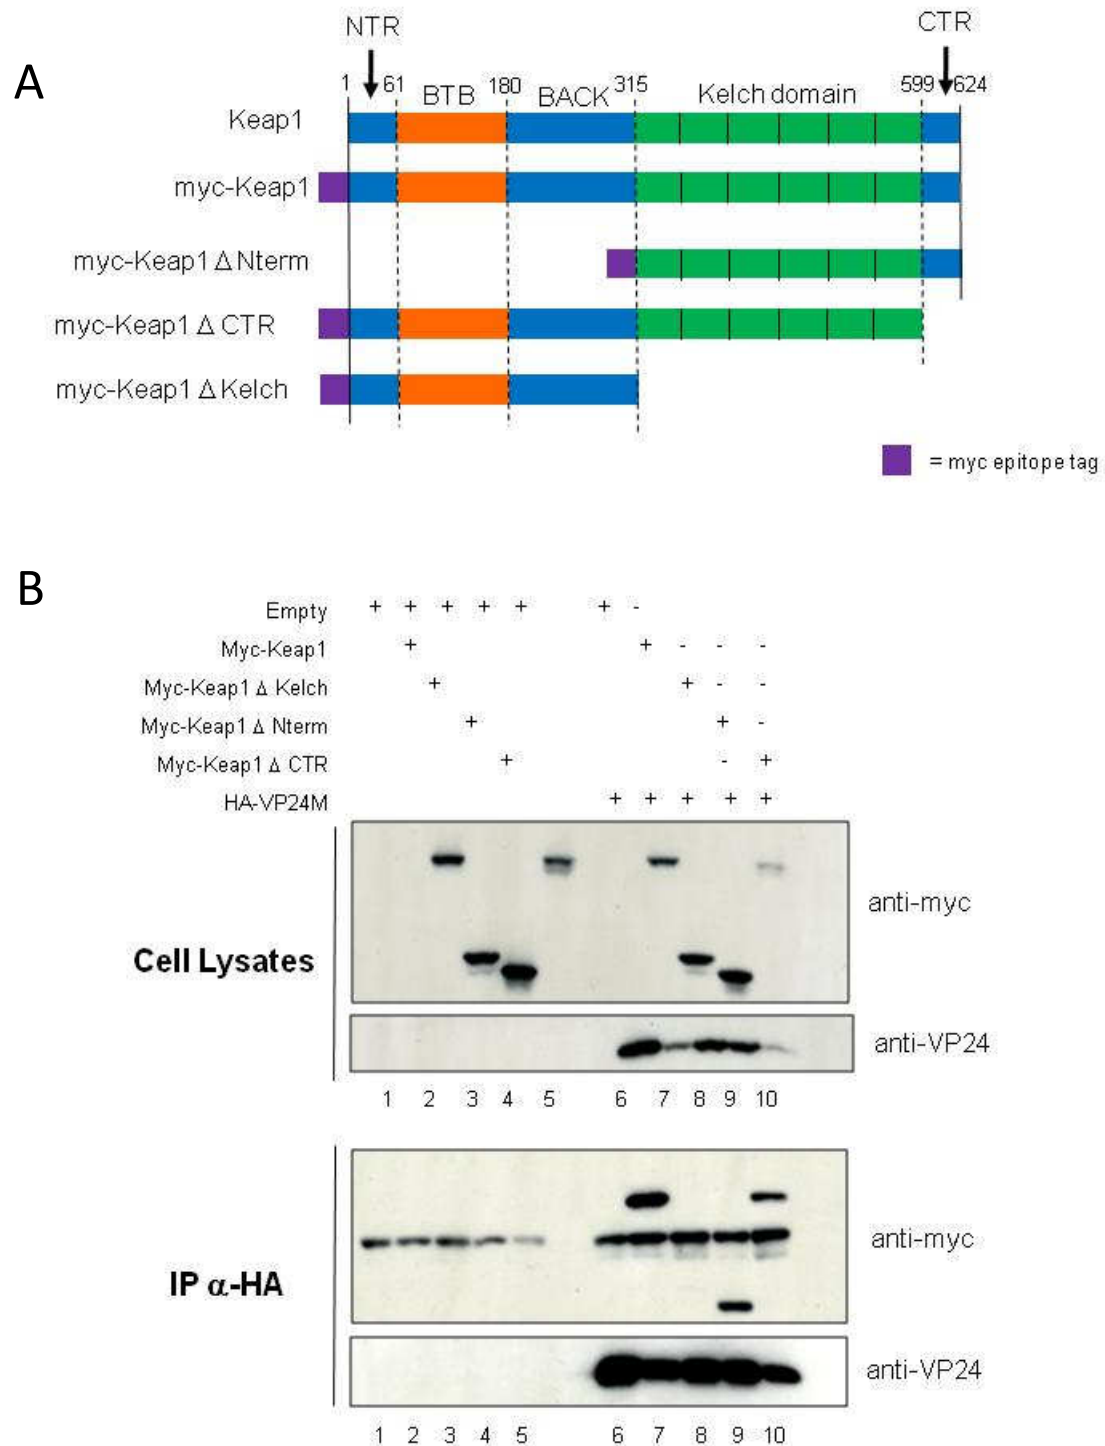 A
NTR CTR
1 61 BTB 180 BACK 315 Kelch domain 599 624
Keap1
myc-Keap1
myc-Keap1 Δ Nterm
myc-Keap1 Δ CTR
myc-Keap1 Δ Kelch
= myc epitope tag
B
Empty + + + + + + -
Myc-Keap1 + + - - -
Myc-Keap1 Δ Kelch + + - -
Myc-Keap1 Δ Nterm + + -
Myc-Keap1 Δ CTR + - +
HA-VP24M + + + + +
anti-myc
Cell Lysates
anti-VP24
1 2 3 4 5 6 7 8 9 10
anti-myc
IP α-HA
anti-VP24
1 2 3 4 5 6 7 8 9 10